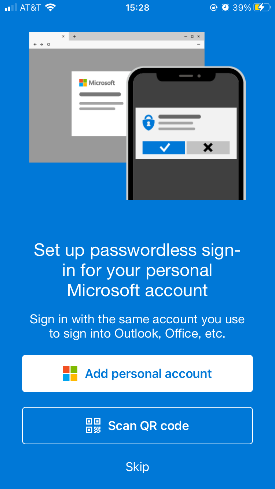 AT&T 15:28 39%
Microsoft
Set up passwordless sign-
in for your personal
Microsoft account
Sign in with the same account you use
to sign into Outlook, Office, etc.
Add personal account
Scan QR code
Skip